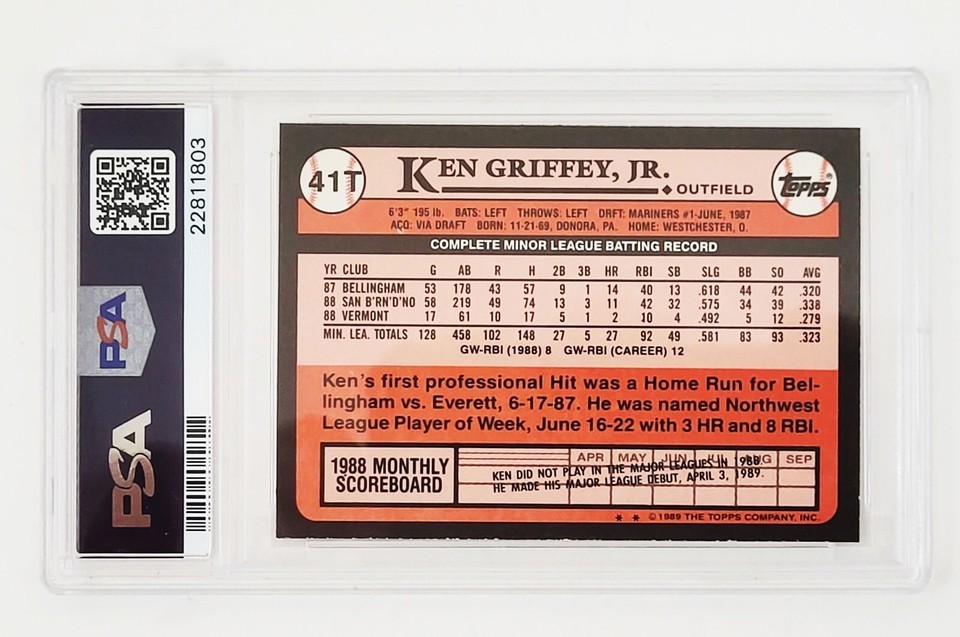 22811803
PSA
PSA
41T
KEN GRIFFEY, JR.
◆ OUTFIELD
TOPPS®
6'3" 195 lb. BATS: LEFT THROWS: LEFT DRFT: MARINERS #1-JUNE, 1987
ACQ: VIA DRAFT BORN: 11-21-69, DONORA, PA. HOME: WESTCHESTER, O.
COMPLETE MINOR LEAGUE BATTING RECORD
YR CLUB G AB R H 2B 3B HR RBI SB SLG BB SO AVG
87 BELLINGHAM 53 178 43 57 9 1 14 40 13 .618 44 42 .320
88 SAN B'RN'D'NO 58 219 49 74 13 3 11 42 32 .575 34 39 .338
88 VERMONT 17 61 10 17 5 1 2 10 4 .492 5 12 .279
MIN. LEA. TOTALS 128 458 102 148 27 5 27 92 49 .581 83 93 .323
GW-RBI (1988) 8 GW-RBI (CAREER) 12
Ken's first professional Hit was a Home Run for Bel-
lingham vs. Everett, 6-17-87. He was named Northwest
League Player of Week, June 16-22 with 3 HR and 8 RBI.
1988 MONTHLY
SCOREBOARD
APR MAY JUN JUL AUG SEP
KEN DID NOT PLAY IN THE MAJOR LEAGUES IN 1988.
HE MADE HIS MAJOR LEAGUE DEBUT, APRIL 3, 1989.
* * © 1989 THE TOPPS COMPANY, INC.